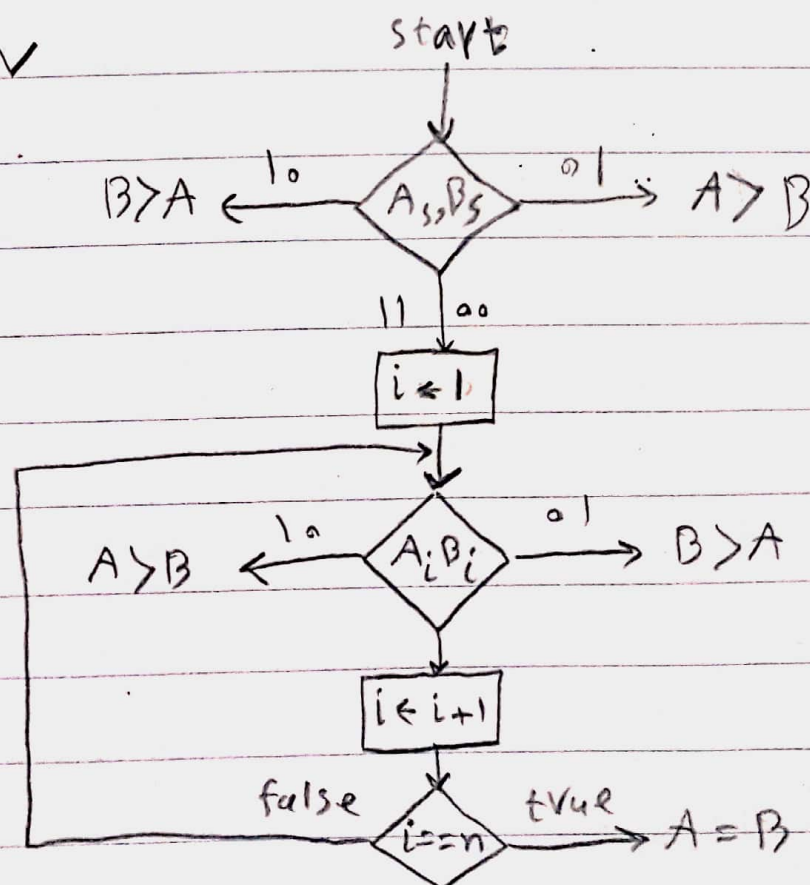 start
B>A 10 As,Bs 01 A>B
11 00
i←1
A>B 10 AiBi 01 B>A
i←i+1
false i==n true A=B